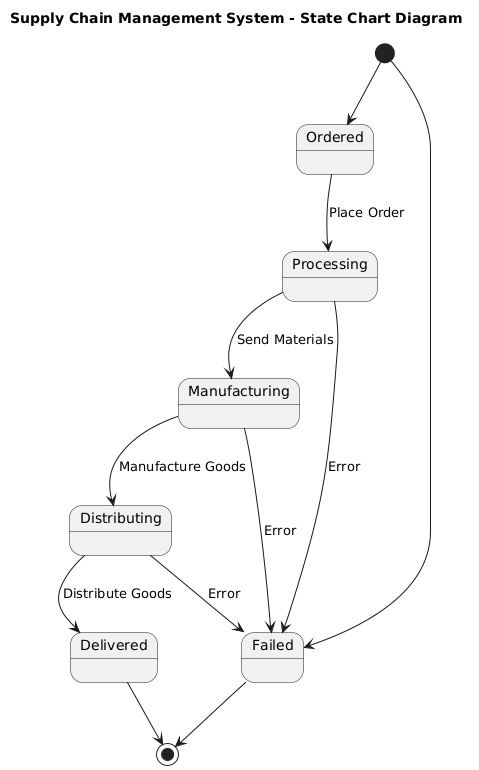 Supply Chain Management System - State Chart Diagram
Ordered
Place Order
Processing
Send Materials
Manufacturing
Manufacture Goods
Error
Error
Distributing
Distribute Goods
Error
Delivered
Failed